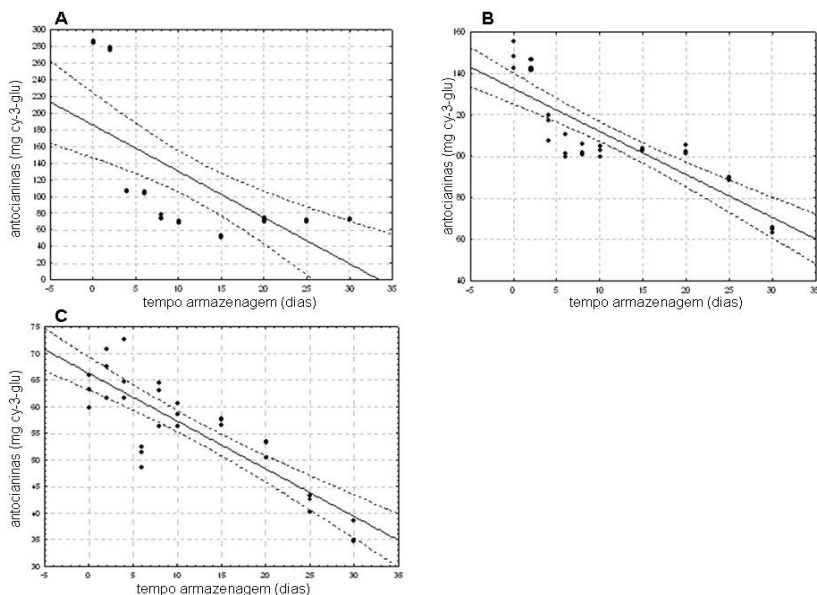 A
300
280
260
240
220
200
180
160
140
120
100
80
60
40
20
0
-5 0 5 10 15 20 25 30 35
antocianinas (mg cy-3-glu)
tempo armazenagem (dias)
B
160
140
120
100
80
60
40
-5 0 5 10 15 20 25 30 35
antocianinas (mg cy-3-glu)
tempo armazenagem (dias)
C
75
70
65
60
55
50
45
40
35
30
-5 0 5 10 15 20 25 30 35
antocianinas (mg cy-3-glu)
tempo armazenagem (dias)